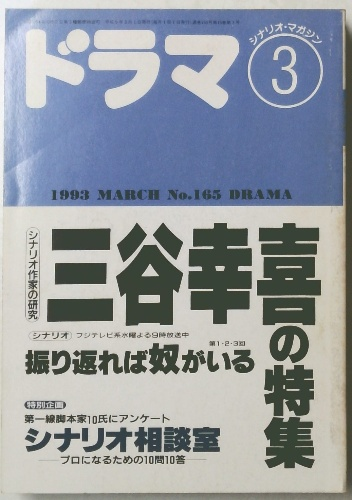 ドラマ
シナリオ・マガジン
3
1993 MARCH No.165 DRAMA
シナリオ作家の研究
三谷幸喜の特集
シナリオ フジテレビ系水曜よる9時放送中
第1・2・3回
振り返れば奴がいる
特別企画
第一線脚本家10氏にアンケート
シナリオ相談室
プロになるための10問10答